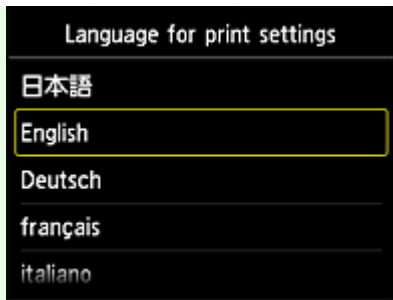 Language for print settings
日本語
English
Deutsch
français
italiano